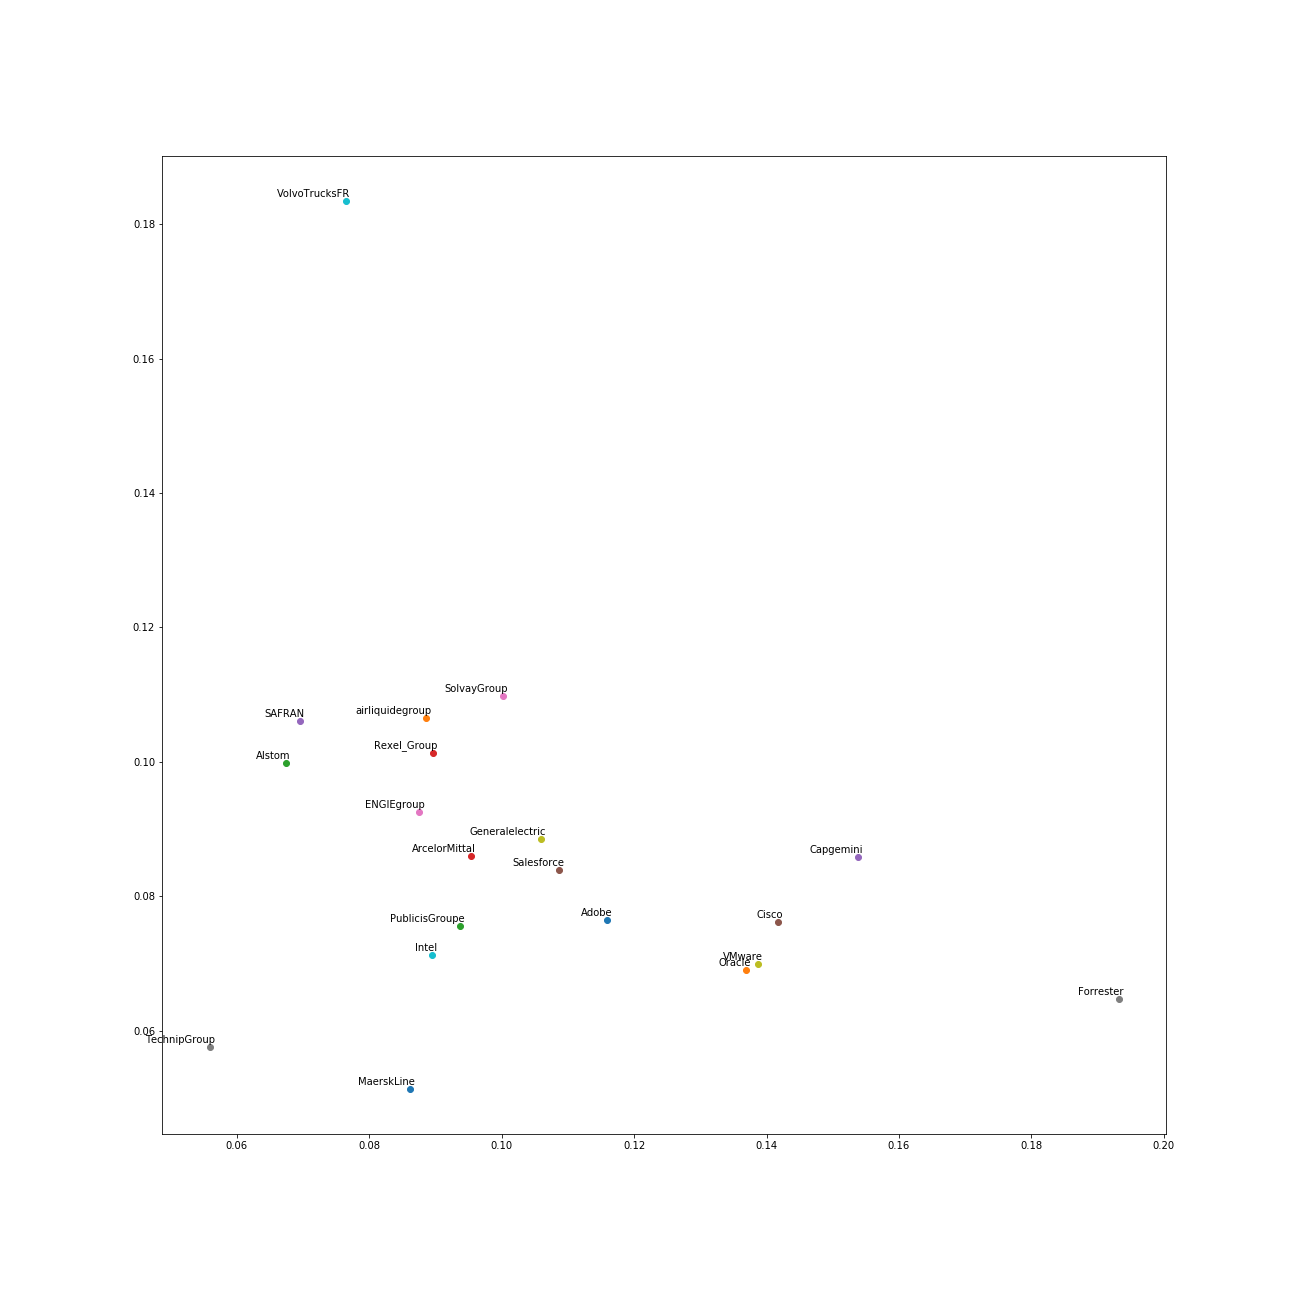 VolvoTrucksFR
0.18
0.16
0.14
0.12
SolvayGroup
airliquidegroup
SAFRAN
Rexel_Group
Alstom
0.10
ENGIEgroup
Generalelectric
ArcelorMittal
Capgemini
Salesforce
0.08
Adobe
Cisco
PublicisGroupe
Intel
VMware
Oracle
Forrester
0.06
TechnipGroup
MaerskLine
0.06 0.08 0.10 0.12 0.14 0.16 0.18 0.20